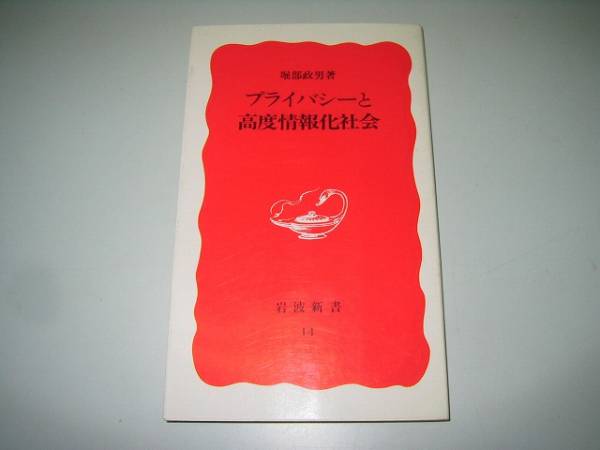 堀部政男著
プライバシーと
高度情報化社会
岩波新書
14